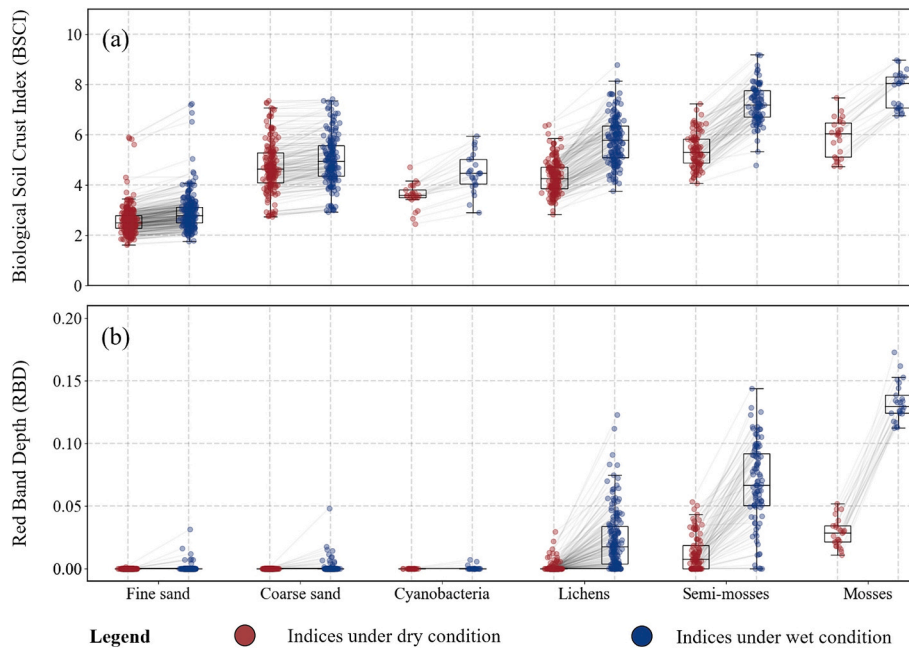 Biological Soil Crust Index (BSCI)
10
8
6
4
2
0
(a)
Red Band Depth (RBD)
0.20
0.15
0.10
0.05
0.00
(b)
Fine sand Coarse sand Cyanobacteria Lichens Semi-mosses Mosses
Legend Indices under dry condition Indices under wet condition